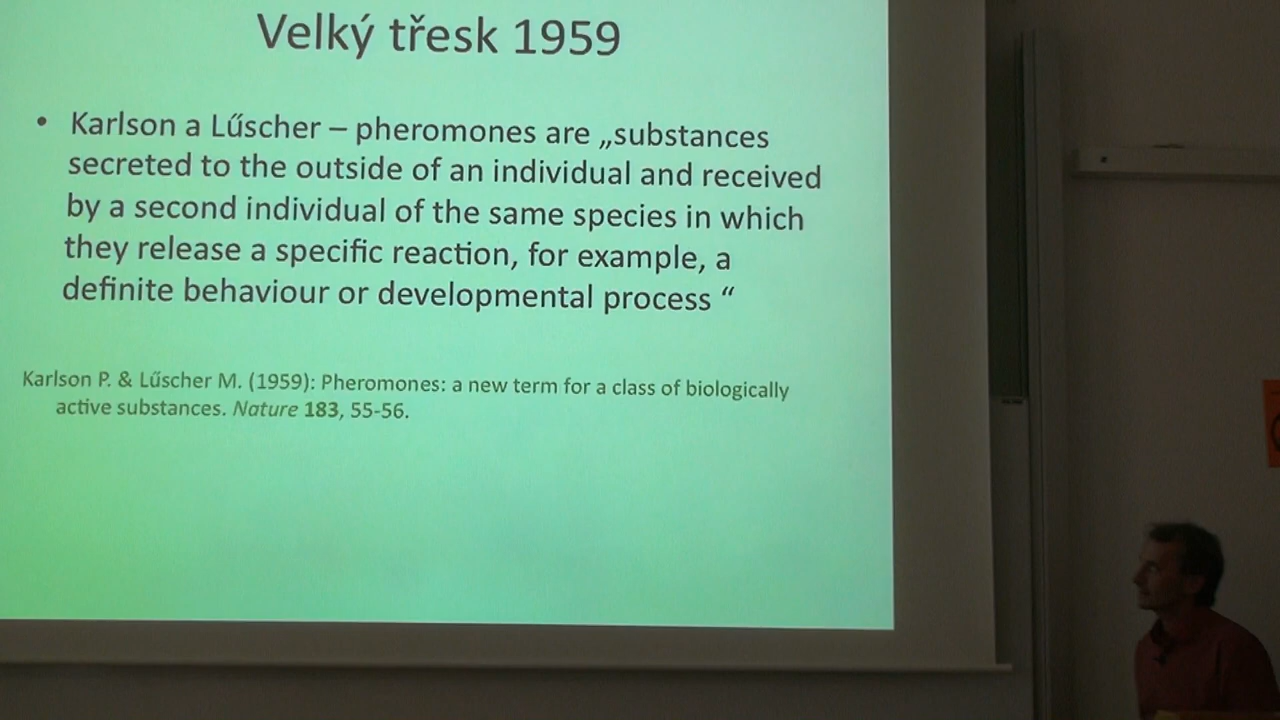 Velký třesk 1959
• Karlson a Lűscher – pheromones are „substances
secreted to the outside of an individual and received
by a second individual of the same species in which
they release a specific reaction, for example, a
definite behaviour or developmental process “
Karlson P. & Lűscher M. (1959): Pheromones: a new term for a class of biologically
active substances. Nature 183, 55-56.